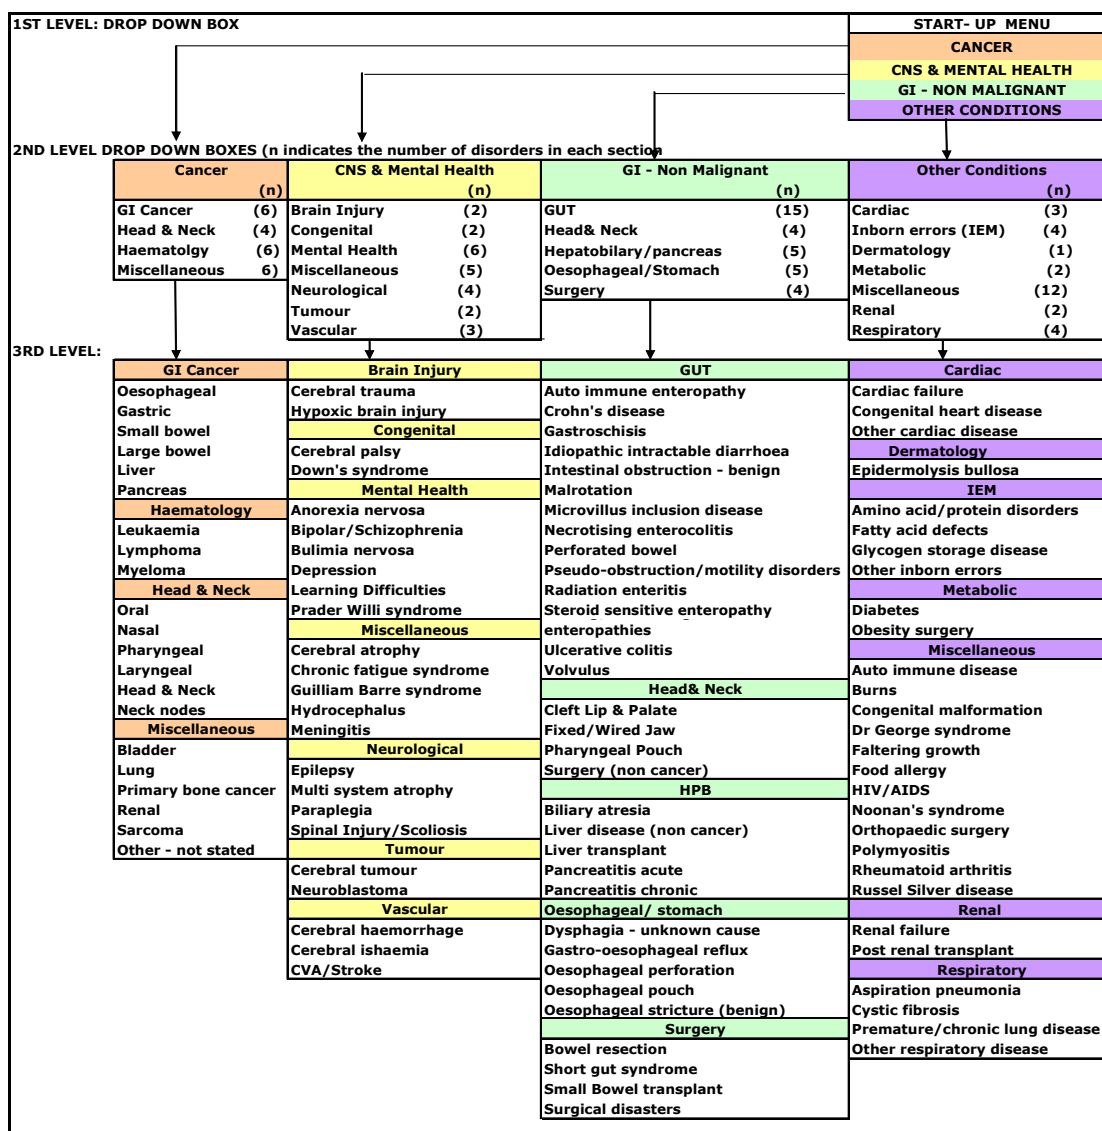 1ST LEVEL: DROP DOWN BOX
START- UP MENU
CANCER
CNS & MENTAL HEALTH
GI - NON MALIGNANT
OTHER CONDITIONS
2ND LEVEL DROP DOWN BOXES (n indicates the number of disorders in each section
Cancer
(n)
GI Cancer (6)
Head & Neck (4)
Haematolgy (6)
Miscellaneous 6)
CNS & Mental Health
(n)
Brain Injury (2)
Congenital (2)
Mental Health (6)
Miscellaneous (5)
Neurological (4)
Tumour (2)
Vascular (3)
GI - Non Malignant
(n)
GUT (15)
Head& Neck (4)
Hepatobilary/pancreas (5)
Oesophageal/Stomach (5)
Surgery (4)
Other Conditions
(n)
Cardiac (3)
Inborn errors (IEM) (4)
Dermatology (1)
Metabolic (2)
Miscellaneous (12)
Renal (2)
Respiratory (4)
3RD LEVEL:
GI Cancer
Oesophageal
Gastric
Small bowel
Large bowel
Liver
Pancreas
Haematology
Leukaemia
Lymphoma
Myeloma
Head & Neck
Oral
Nasal
Pharyngeal
Laryngeal
Head & Neck
Neck nodes
Miscellaneous
Bladder
Lung
Primary bone cancer
Renal
Sarcoma
Other - not stated
Brain Injury
Cerebral trauma
Hypoxic brain injury
Congenital
Cerebral palsy
Down's syndrome
Mental Health
Anorexia nervosa
Bipolar/Schizophrenia
Bulimia nervosa
Depression
Learning Difficulties
Prader Willi syndrome
Miscellaneous
Cerebral atrophy
Chronic fatigue syndrome
Guilliam Barre syndrome
Hydrocephalus
Meningitis
Neurological
Epilepsy
Multi system atrophy
Paraplegia
Spinal Injury/Scoliosis
Tumour
Cerebral tumour
Neuroblastoma
Vascular
Cerebral haemorrhage
Cerebral ishaemia
CVA/Stroke
GUT
Auto immune enteropathy
Crohn's disease
Gastroschisis
Idiopathic intractable diarrhoea
Intestinal obstruction - benign
Malrotation
Microvillus inclusion disease
Necrotising enterocolitis
Perforated bowel
Pseudo-obstruction/motility disorders
Radiation enteritis
Steroid sensitive enteropathy
enteropathies
Ulcerative colitis
Volvulus
Head& Neck
Cleft Lip & Palate
Fixed/Wired Jaw
Pharyngeal Pouch
Surgery (non cancer)
HPB
Biliary atresia
Liver disease (non cancer)
Liver transplant
Pancreatitis acute
Pancreatitis chronic
Oesophageal/ stomach
Dysphagia - unknown cause
Gastro-oesophageal reflux
Oesophageal perforation
Oesophageal pouch
Oesophageal stricture (benign)
Surgery
Bowel resection
Short gut syndrome
Small Bowel transplant
Surgical disasters
Cardiac
Cardiac failure
Congenital heart disease
Other cardiac disease
Dermatology
Epidermolysis bullosa
IEM
Amino acid/protein disorders
Fatty acid defects
Glycogen storage disease
Other inborn errors
Metabolic
Diabetes
Obesity surgery
Miscellaneous
Auto immune disease
Burns
Congenital malformation
Dr George syndrome
Faltering growth
Food allergy
HIV/AIDS
Noonan's syndrome
Orthopaedic surgery
Polymyositis
Rheumatoid arthritis
Russel Silver disease
Renal
Renal failure
Post renal transplant
Respiratory
Aspiration pneumonia
Cystic fibrosis
Premature/chronic lung disease
Other respiratory disease